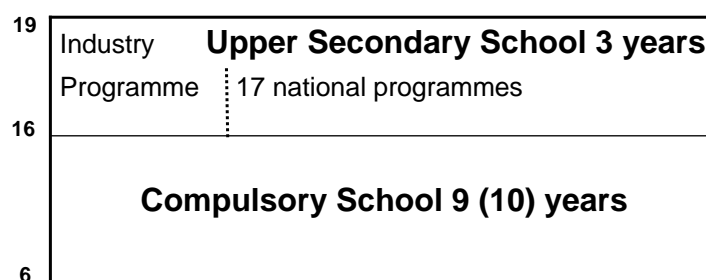 19
Industry Upper Secondary School 3 years
Programme 17 national programmes
16
Compulsory School 9 (10) years
6